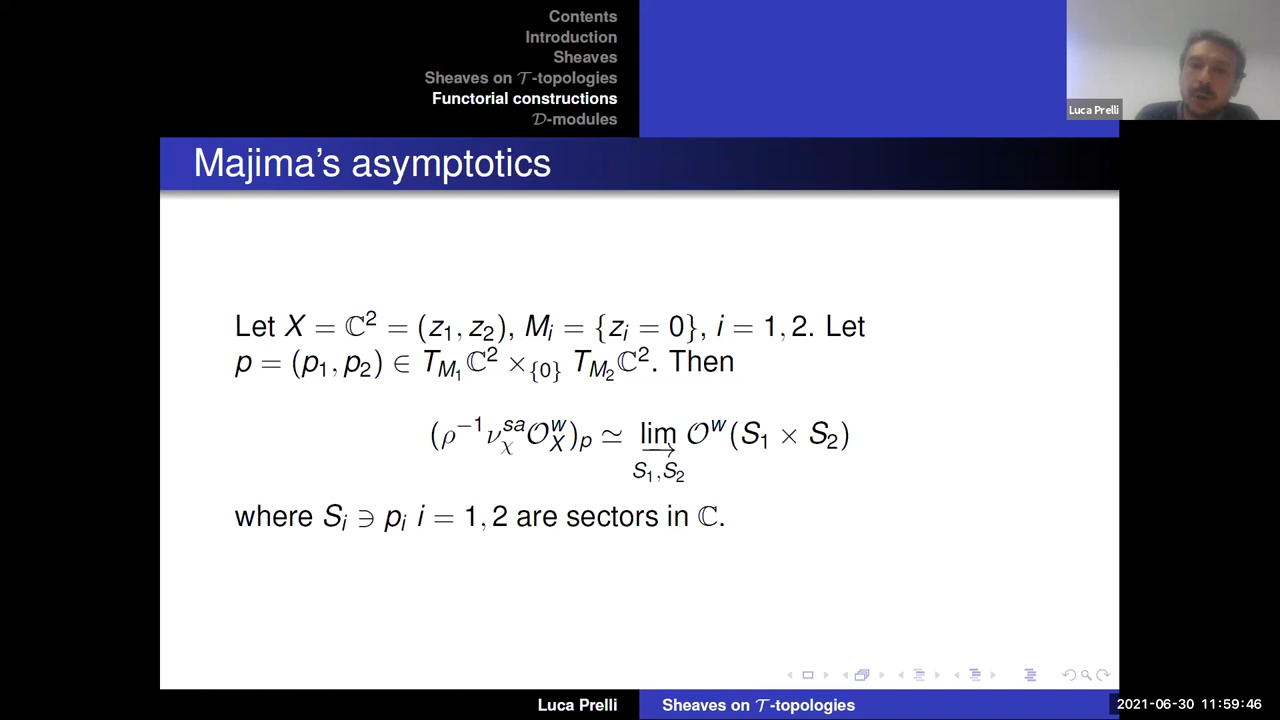 Contents
Introduction
Sheaves
Sheaves on 𝒯-topologies
Functorial constructions
𝒟-modules
Luca Prelli
Majima's asymptotics
Let X = ℂ² = (z₁, z₂), Mᵢ = {zᵢ = 0}, i = 1, 2. Let
p = (p₁, p₂) ∈ T_{M₁}ℂ² ×_{{0}} T_{M₂}ℂ². Then
(ρ⁻¹ν_χ^{sa}𝒪_X^w)_p ≃ lim→_{S₁,S₂} 𝒪^w(S₁ × S₂)
where Sᵢ ∋ pᵢ i = 1, 2 are sectors in ℂ.
Luca Prelli
Sheaves on 𝒯-topologies
2021-06-30 11:59:46